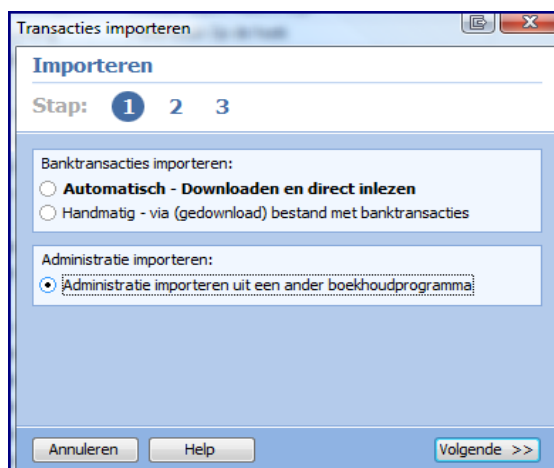 Transacties importeren
Importeren
Stap: 1 2 3
Banktransacties importeren:
Automatisch - Downloaden en direct inlezen
Handmatig - via (gedownload) bestand met banktransacties
Administratie importeren:
Administratie importeren uit een ander boekhoudprogramma
Annuleren Help Volgende >>